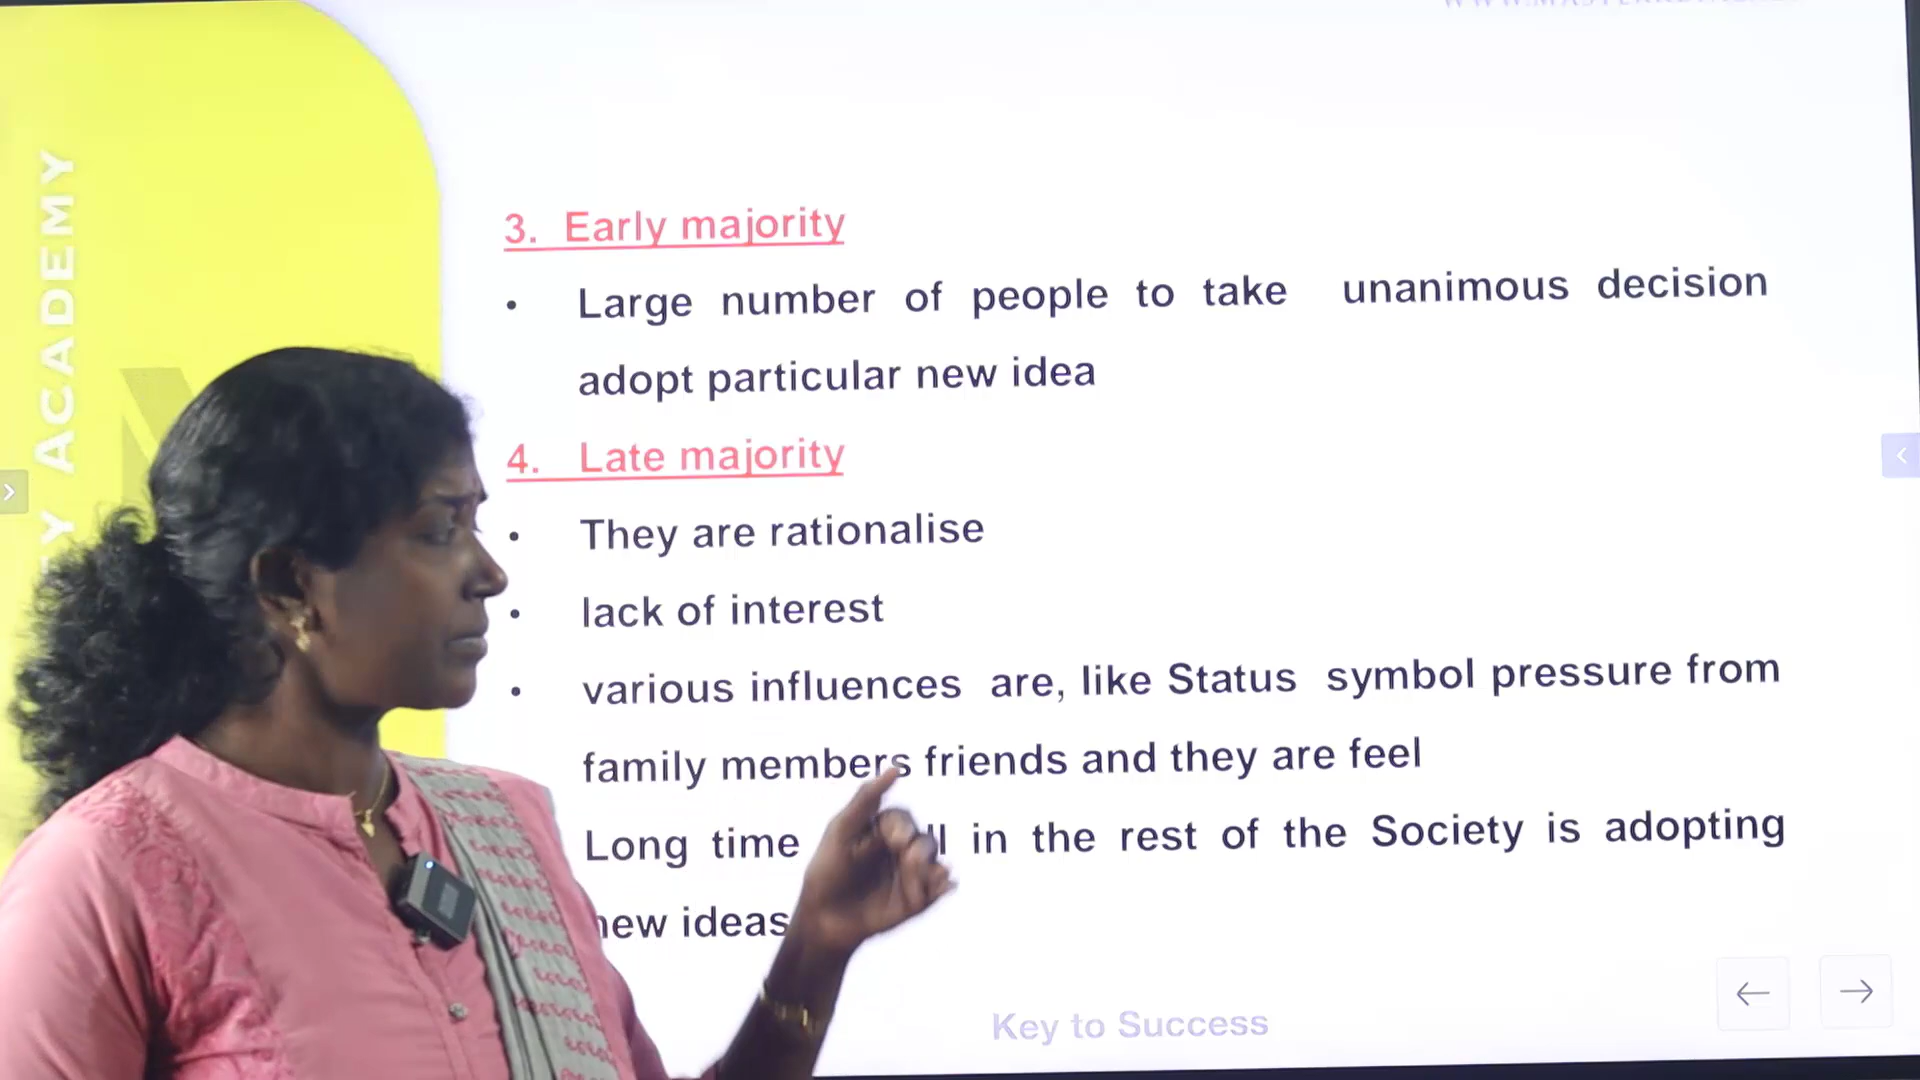 ACADEMY
3. Early majority
• Large number of people to take unanimous decision
adopt particular new idea
4. Late majority
• They are rationalise
• lack of interest
• various influences are, like Status symbol pressure from
family members friends and they are feel
Long time in the rest of the Society is adopting
new ideas
Key to Success